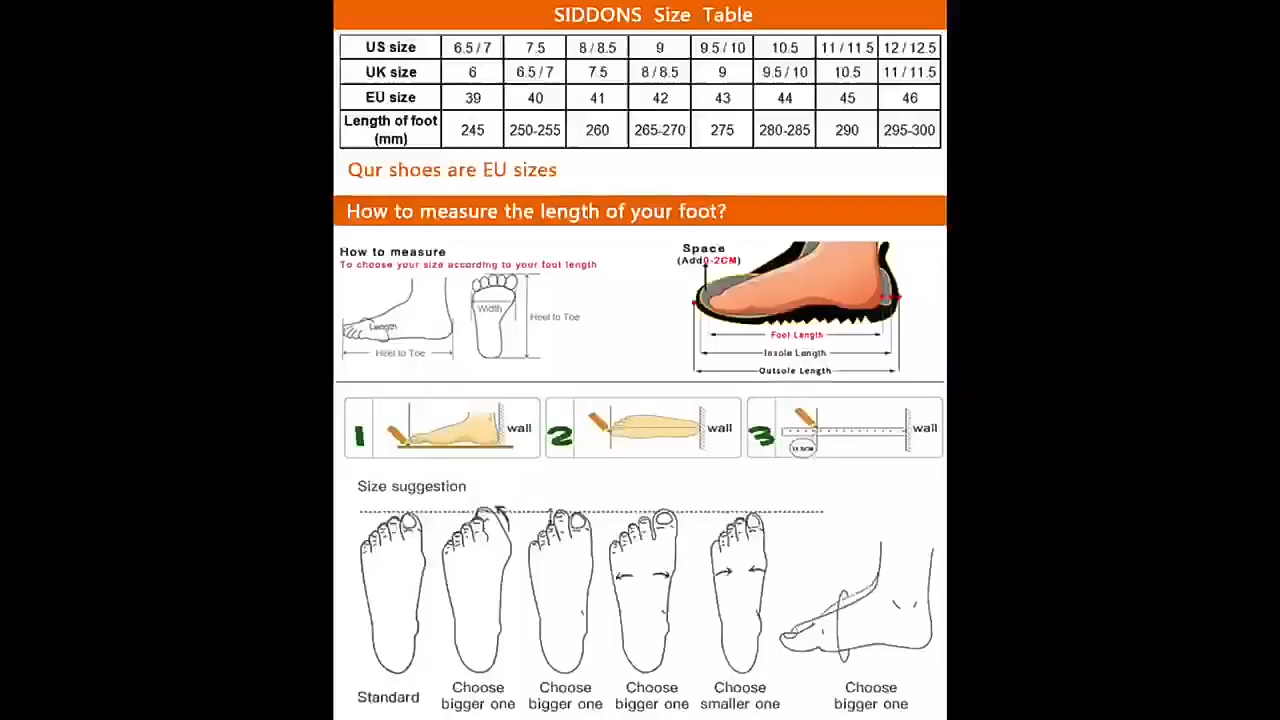 SIDDONS Size Table
US size 6.5 / 7 7.5 8 / 8.5 9 9.5 / 10 10.5 11 / 11.5 12 / 12.5
UK size 6 6.5 / 7 7.5 8 / 8.5 9 9.5 / 10 10.5 11 / 11.5
EU size 39 40 41 42 43 44 45 46
Length of foot (mm) 245 250-255 260 265-270 275 280-285 290 295-300
Qur shoes are EU sizes
How to measure the length of your foot?
How to measure
To choose your size according to your foot length
Length
Heel to Toe
Width
Heel to Toe
Space
(Add0-2CM)
Foot Length
Insole Length
Outsole Length
1 wall
2 wall
3 wall
Size suggestion
Standard
Choose bigger one
Choose bigger one
Choose bigger one
Choose smaller one
Choose bigger one